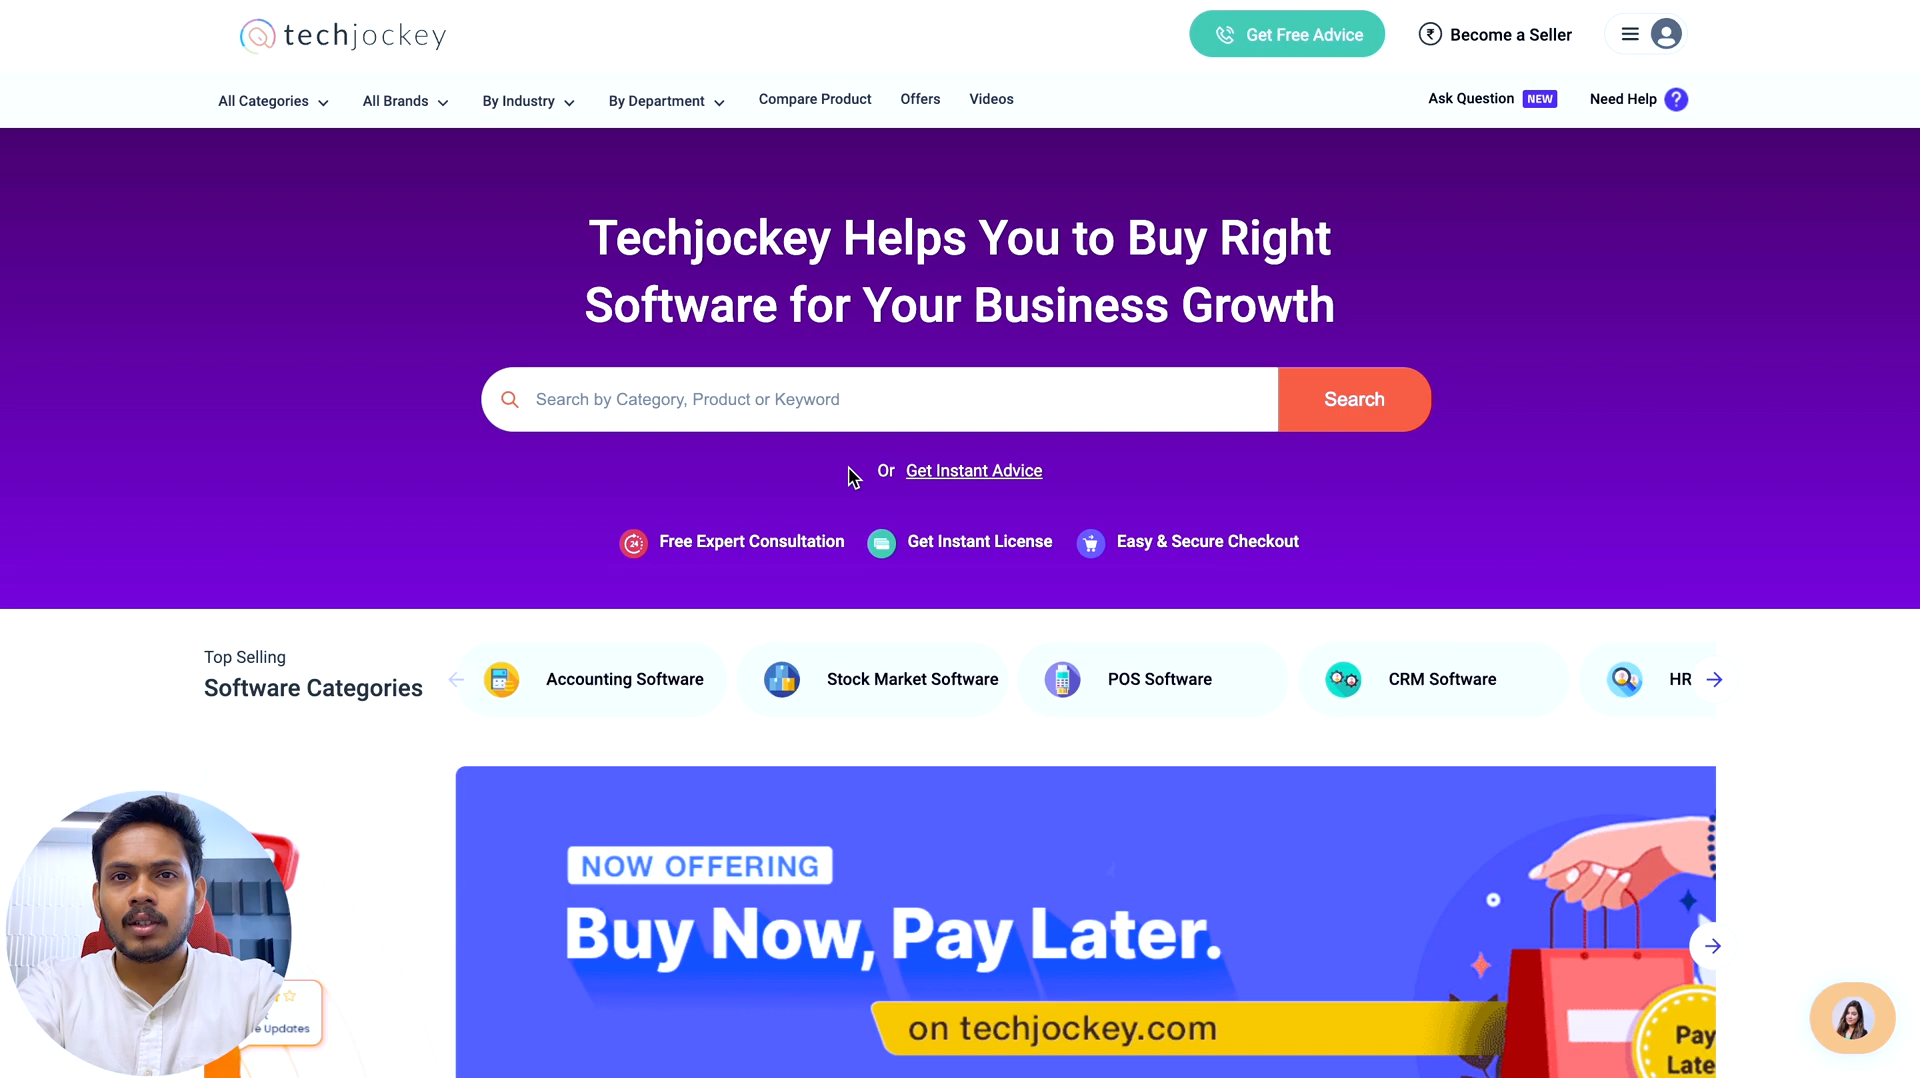 techjockey
Get Free Advice
Become a Seller
All Categories
All Brands
By Industry
By Department
Compare Product
Offers
Videos
Ask Question NEW
Need Help ?
Techjockey Helps You to Buy Right
Software for Your Business Growth
Search by Category, Product or Keyword
Search
Or Get Instant Advice
24
Free Expert Consultation
Get Instant License
Easy & Secure Checkout
Top Selling
Software Categories
Accounting Software
Stock Market Software
POS Software
CRM Software
HR
NOW OFFERING
Buy Now, Pay Later.
on techjockey.com
Pay
Late
Updates